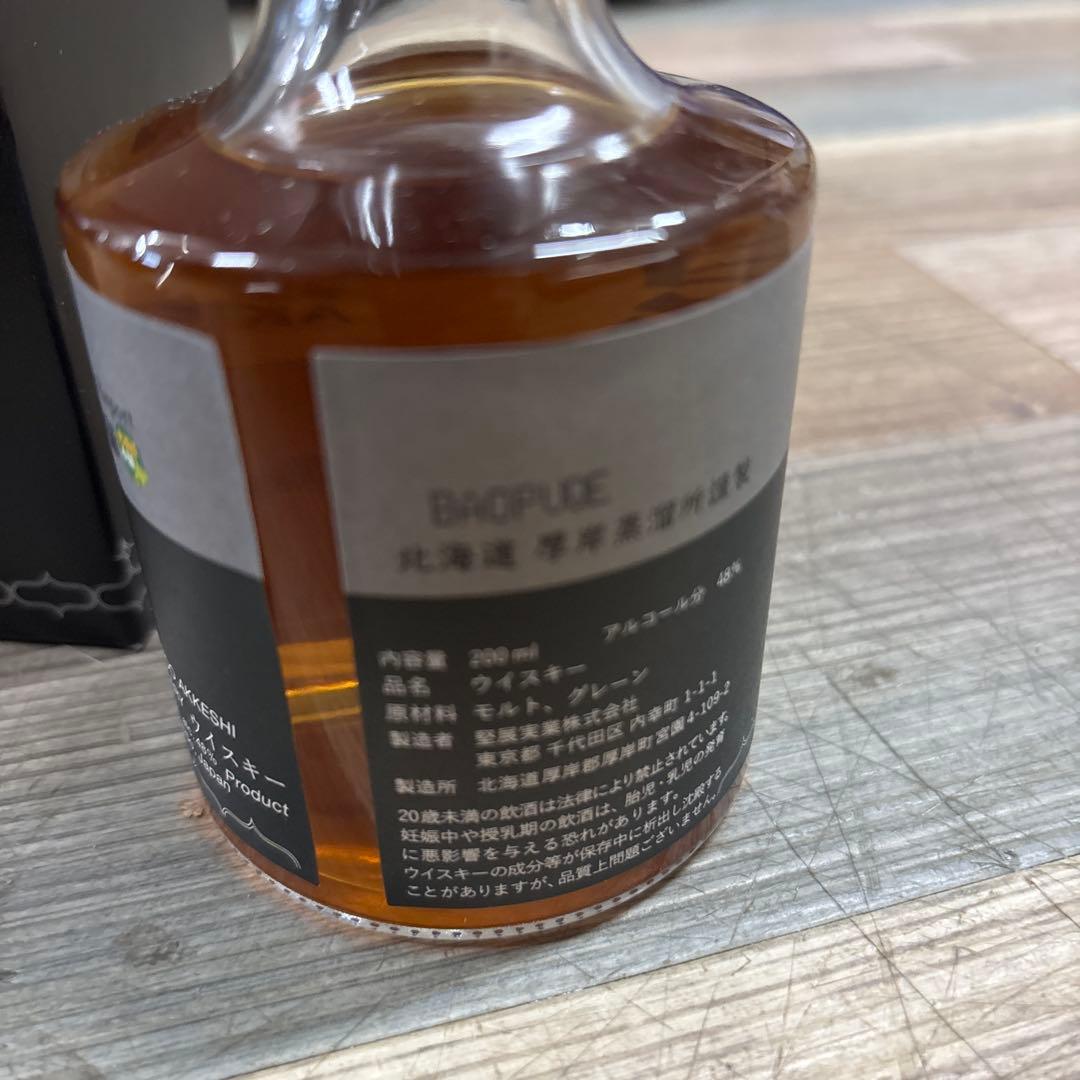 AKKESHI
ウイスキー
48% Product
Japan
北海道 厚岸蒸溜所謹製
アルコール分 48%
内容量 200ml
品名 ウイスキー
原材料 モルト、グレーン
製造者 堅展実業株式会社
東京都千代田区内幸町1-1-1
製造所 北海道厚岸郡厚岸町宮園4-109-2
20歳未満の飲酒は法律により禁止されています。
妊娠中や授乳期の飲酒は、胎児・乳児の発育
に悪影響を与える恐れがあります。
ウイスキーの成分等が保存中に析出し沈殿する
ことがありますが、品質上問題ございません。